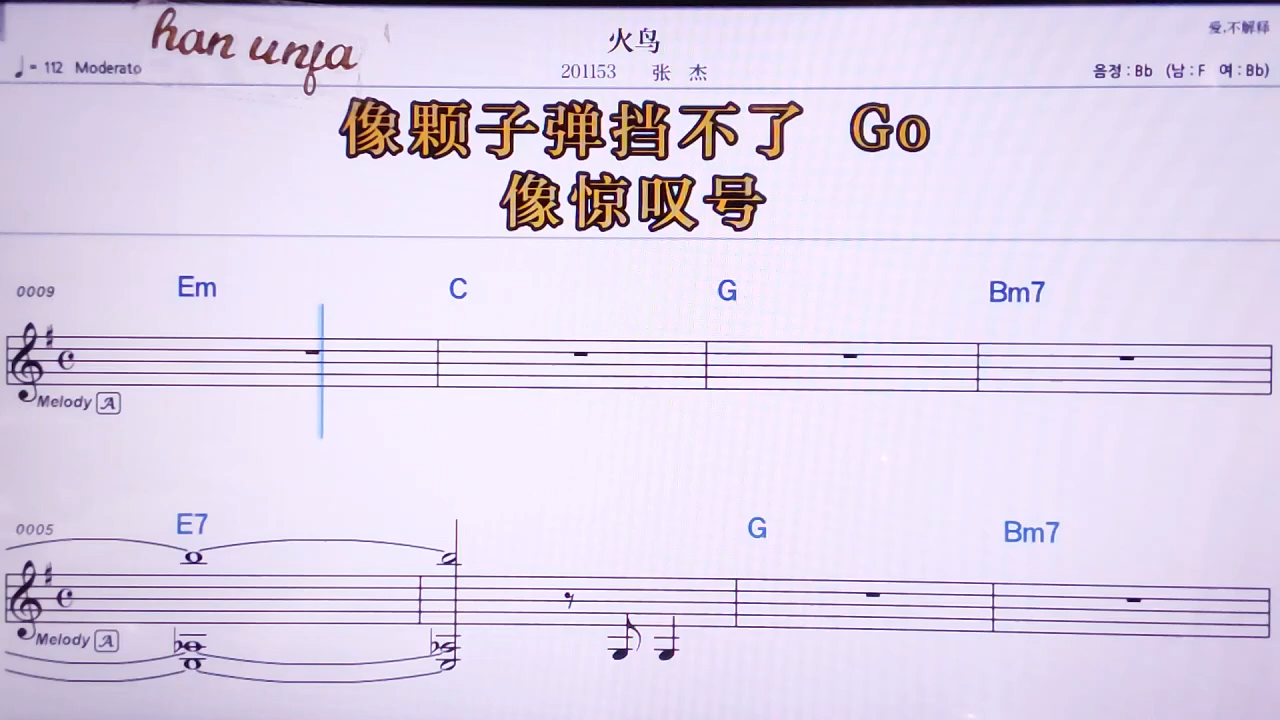 han unja
火鸟
爱,不解释
♩= 112 Moderato
201153 张 杰
음정 : Bb (남 : F 여 : Bb)
像颗子弹挡不了 Go
像惊叹号
0009 Em C G Bm7
Melody A
0005 E7 G Bm7
Melody A